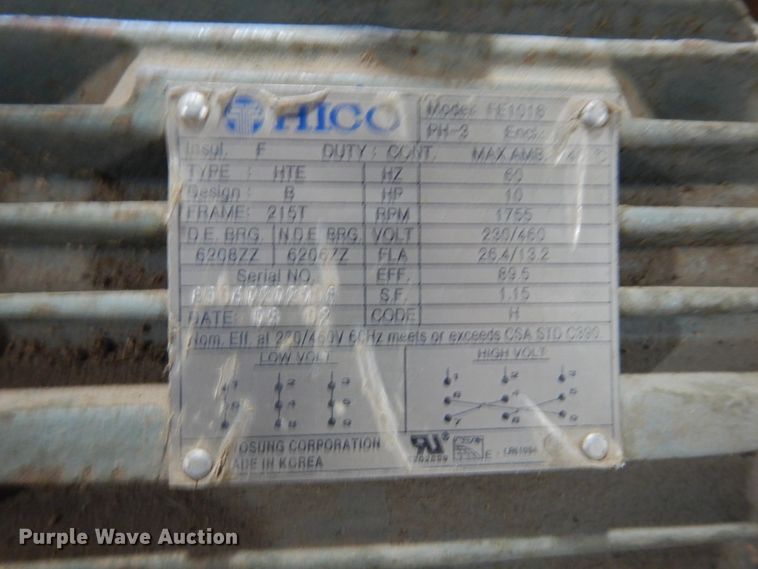 HICO
Model
PH-3 Encl.
Insul. F DUTY: CONT. MAX AMB.
TYPE : HTE HZ 60
Design : B HP 10
FRAME: 215T RPM 1755
D.E. BRG. N.D.E. BRG. VOLT 230/460
6208ZZ 6206ZZ FLA 26.4/13.2
Serial NO. EFF. 89.5
S.F. 1.15
DATE: CODE H
Nom. Eff. at 230/460V 60Hz meets or exceeds CSA STD C390
LOW VOLT. HIGH VOLT.
OSUNG CORPORATION
MADE IN KOREA
Purple Wave Auction